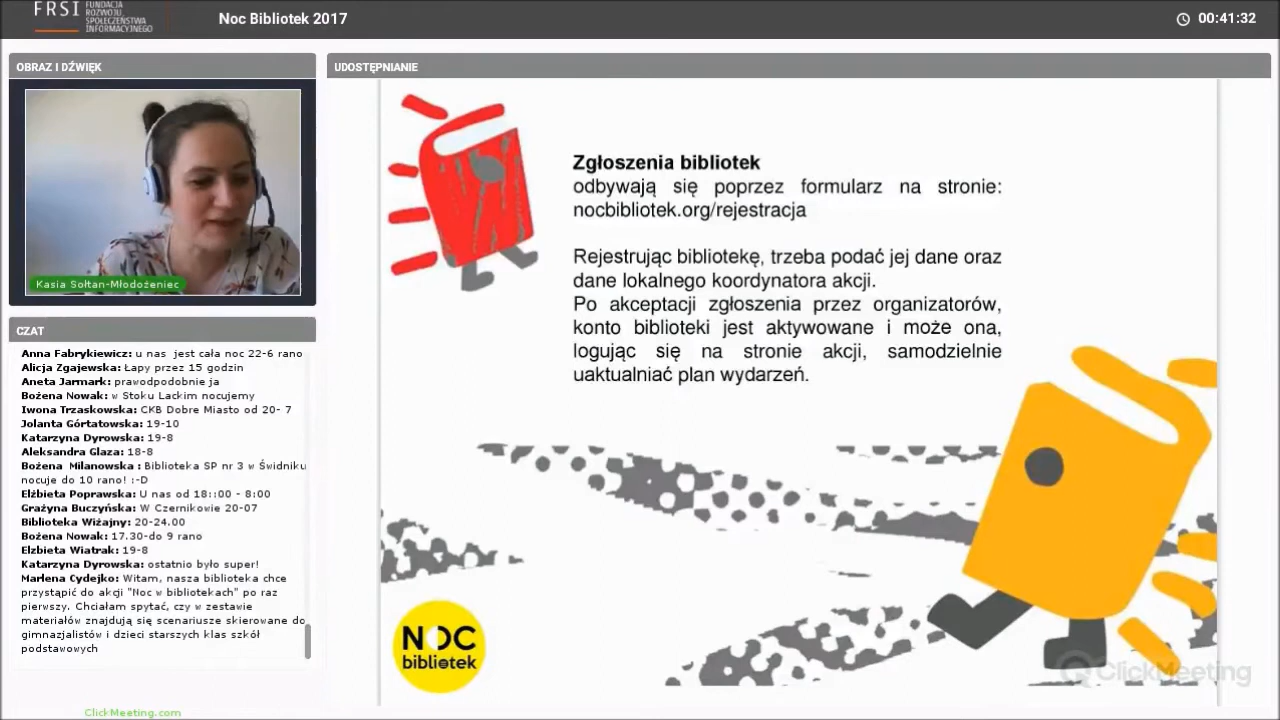 FRSI
FUNDACJA
ROZWOJU
SPOŁECZEŃSTWA
INFORMACYJNEGO
Noc Bibliotek 2017
00:41:32
OBRAZ I DŹWIĘK
Kasia Sołtan-Młodożeniec
CZAT
Anna Fabrykiewicz: u nas jest cała noc 22-6 rano
Alicja Zgajewska: Łapy przez 15 godzin
Aneta Jarmark: prawodpodobnie ja
Bożena Nowak: w Stoku Lackim nocujemy
Iwona Trzaskowska: CKB Dobre Miasto od 20- 7
Jolanta Górtatowska: 19-10
Katarzyna Dyrowska: 19-8
Aleksandra Glaza: 18-8
Bożena Milanowska : Biblioteka SP nr 3 w Świdniku
nocuje do 10 rano! :-D
Elżbieta Poprawska: U nas od 18::00 - 8:00
Grażyna Buczyńska: W Czernikowie 20-07
Biblioteka Wiżajny: 20-24.00
Bożena Nowak: 17.30-do 9 rano
Elzbieta Wiatrak: 19-8
Katarzyna Dyrowska: ostatnio było super!
Marlena Cydejko: Witam, nasza biblioteka chce
przystąpić do akcji "Noc w bibliotekach" po raz
pierwszy. Chciałam spytać, czy w zestawie
materiałów znajdują się scenariusze skierowane do
gimnazjalistów i dzieci starszych klas szkół
podstawowych
ClickMeeting.com
UDOSTĘPNIANIE
Zgłoszenia bibliotek
odbywają się poprzez formularz na stronie:
nocbibliotek.org/rejestracja
Rejestrując bibliotekę, trzeba podać jej dane oraz
dane lokalnego koordynatora akcji.
Po akceptacji zgłoszenia przez organizatorów,
konto biblioteki jest aktywowane i może ona,
logując się na stronie akcji, samodzielnie
uaktualniać plan wydarzeń.
NOC
bibliotek
ClickMeeting